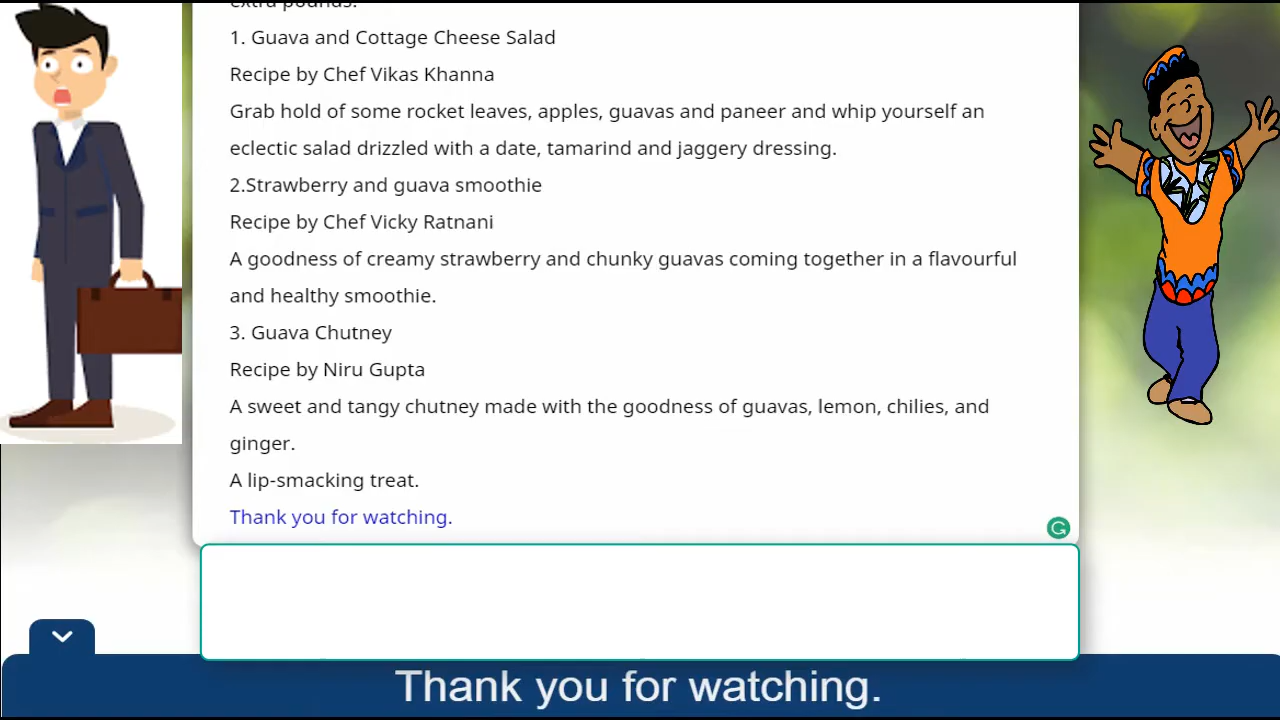 extra pounds.
1. Guava and Cottage Cheese Salad
Recipe by Chef Vikas Khanna
Grab hold of some rocket leaves, apples, guavas and paneer and whip yourself an
eclectic salad drizzled with a date, tamarind and jaggery dressing.
2.Strawberry and guava smoothie
Recipe by Chef Vicky Ratnani
A goodness of creamy strawberry and chunky guavas coming together in a flavourful
and healthy smoothie.
3. Guava Chutney
Recipe by Niru Gupta
A sweet and tangy chutney made with the goodness of guavas, lemon, chilies, and
ginger.
A lip-smacking treat.
Thank you for watching.
Thank you for watching.